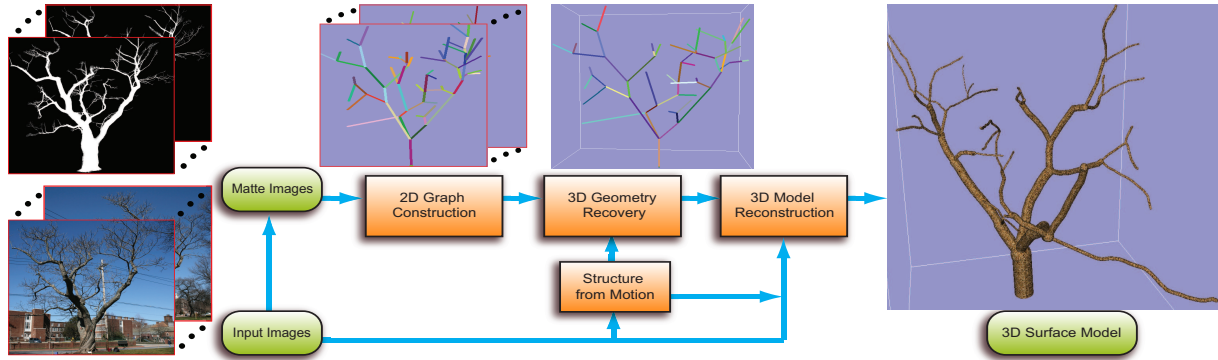 Matte Images
2D Graph
Construction
3D Geometry
Recovery
3D Model
Reconstruction
Structure
from Motion
Input Images
3D Surface Model